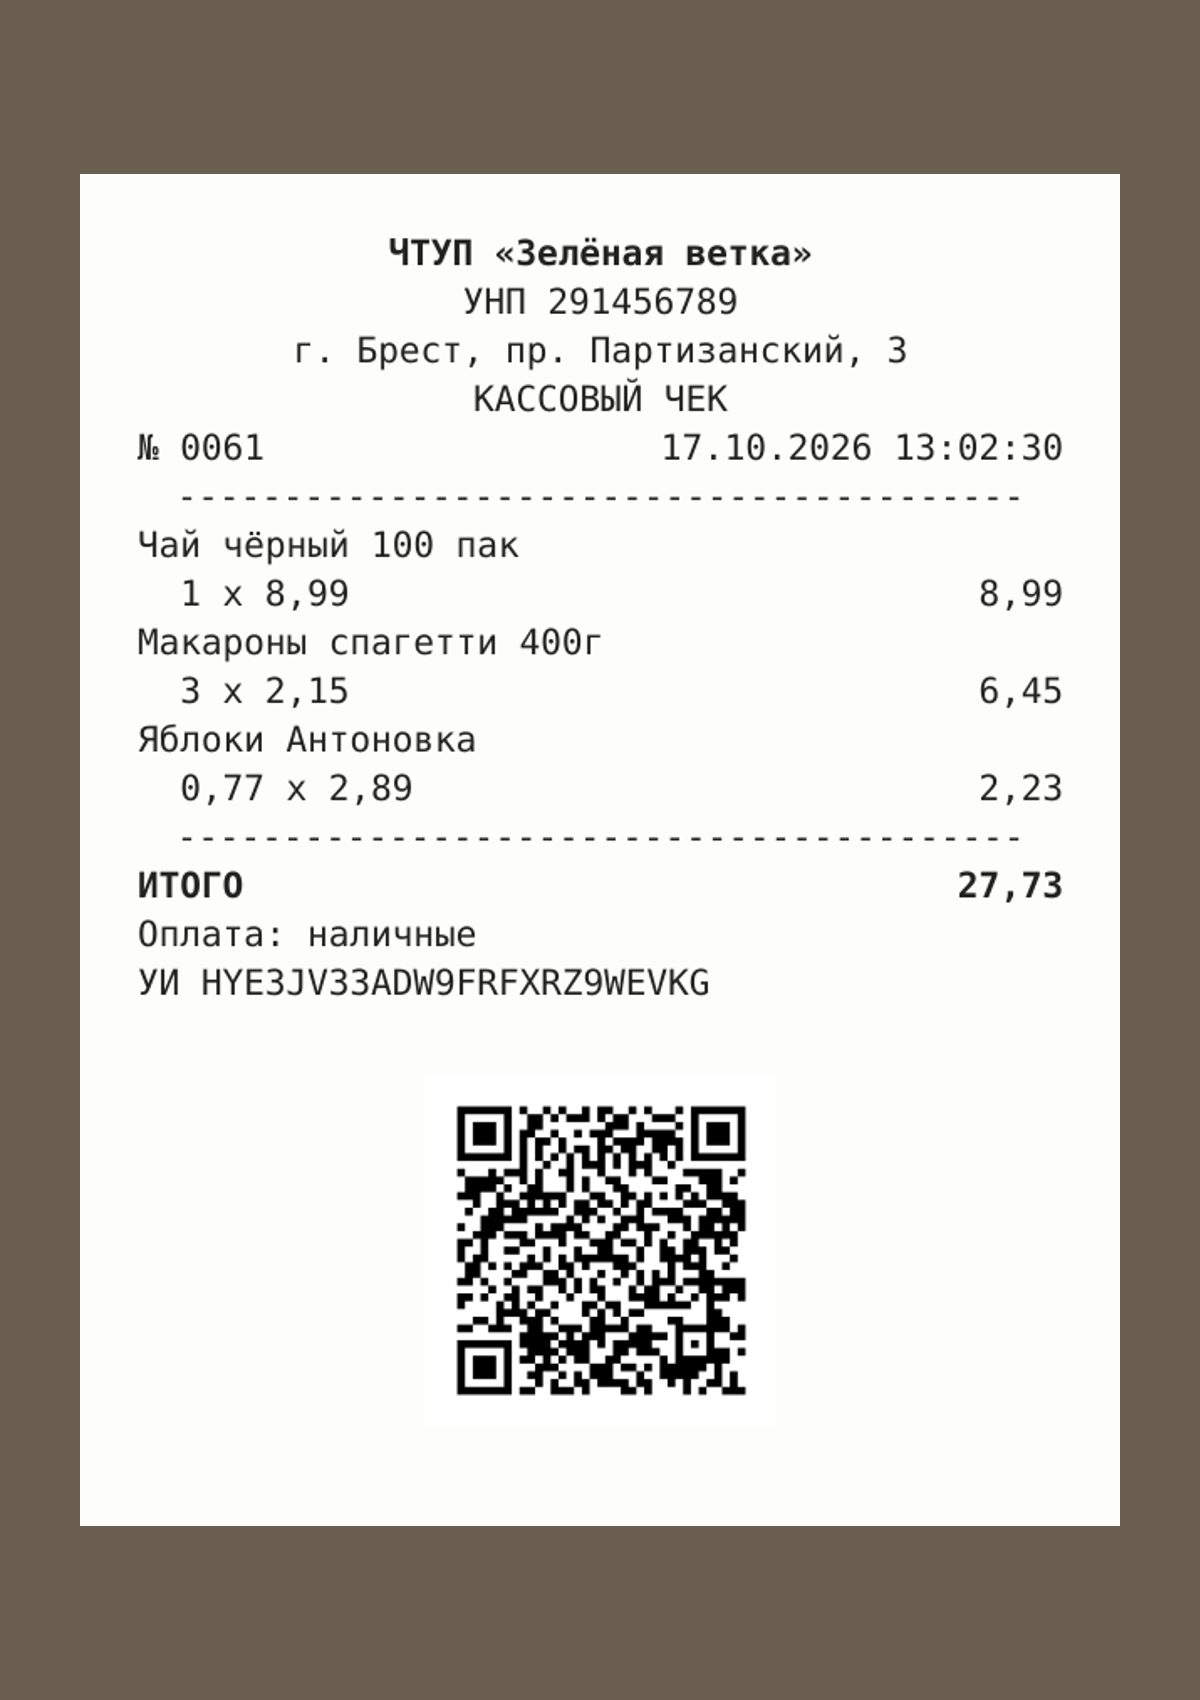 ЧТУП «Зелёная ветка»
УНП 291456789
г. Брест, пр. Партизанский, 3
КАССОВЫЙ ЧЕК
№ 0061 17.10.2026 13:02:30
----------------------------------------
Чай чёрный 100 пак
1 x 8,99 8,99
Макароны спагетти 400г
3 x 2,15 6,45
Яблоки Антоновка
0,77 x 2,89 2,23
----------------------------------------
ИТОГО 27,73
Оплата: наличные
УИ HYE3JV33ADW9FRFXRZ9WEVKG